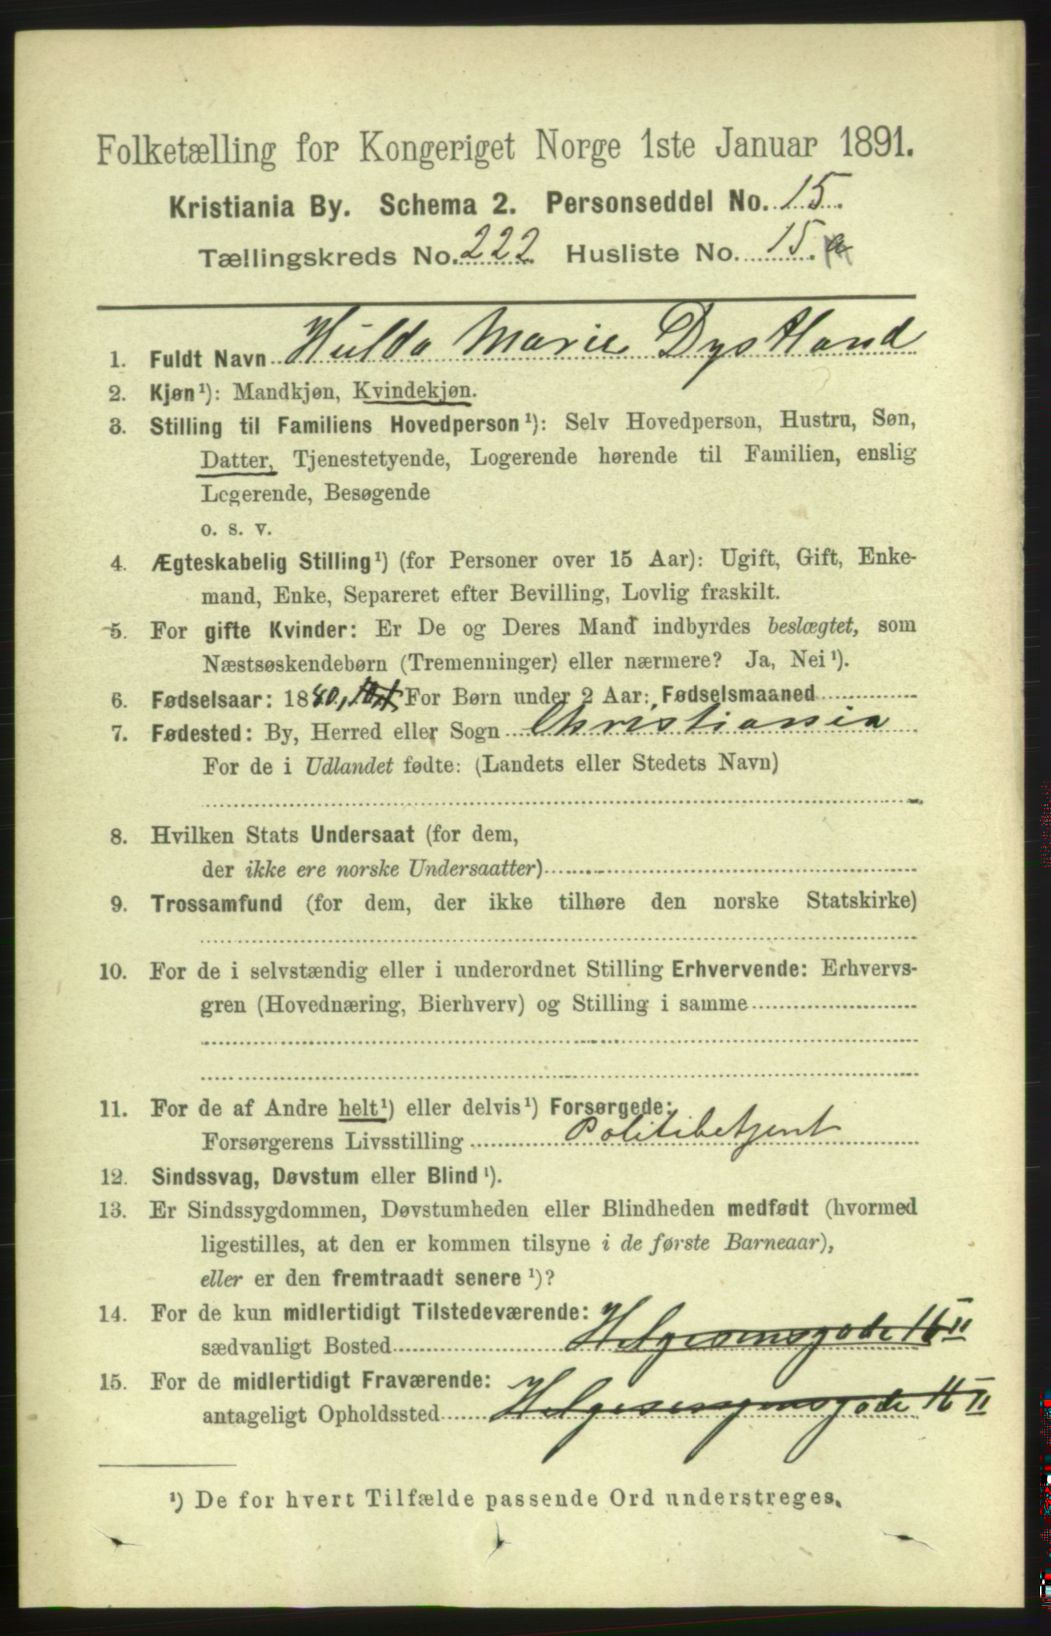 Folketælling for Kongeriget Norge 1ste Januar 1891.
Kristiania By. Schema 2. Personseddel No. 15.
Tællingskreds No. 222 Husliste No. 15.
1. Fuldt Navn Hulda Marie Dystland
2. Kjøn¹): Mandkjøn, Kvindekjøn.
3. Stilling til Familiens Hovedperson¹): Selv Hovedperson, Hustru, Søn,
Datter, Tjenestetyende, Logerende hørende til Familien, enslig
Logerende, Besøgende
o. s. v.
4. Ægteskabelig Stilling¹) (for Personer over 15 Aar): Ugift, Gift, Enke-
mand, Enke, Separeret efter Bevilling, Lovlig fraskilt.
5. For gifte Kvinder: Er De og Deres Mand indbyrdes beslægtet, som
Næstsøskendebørn (Tremenninger) eller nærmere? Ja, Nei¹).
6. Fødselsaar: 1880, For Børn under 2 Aar: Fødselsmaaned
7. Fødested: By, Herred eller Sogn Christiania
For de i Udlandet fødte: (Landets eller Stedets Navn)
8. Hvilken Stats Undersaat (for dem,
der ikke ere norske Undersaatter)
9. Trossamfund (for dem, der ikke tilhøre den norske Statskirke)
10. For de i selvstændig eller i underordnet Stilling Erhvervende: Erhvervs-
gren (Hovednæring, Bierhverv) og Stilling i samme
11. For de af Andre helt¹) eller delvis¹) Forsørgede:
Forsørgerens Livsstilling Politibetjent
12. Sindssvag, Døvstum eller Blind¹).
13. Er Sindssygdommen, Døvstumheden eller Blindheden medfødt (hvormed
ligestilles, at den er kommen tilsyne i de første Barneaar),
eller er den fremtraadt senere¹)?
14. For de kun midlertidigt Tilstedeværende:
sædvanligt Bosted Helgesensgade 16 II
15. For de midlertidigt Fraværende:
antageligt Opholdssted 16 II
¹) De for hvert Tilfælde passende Ord understreges.